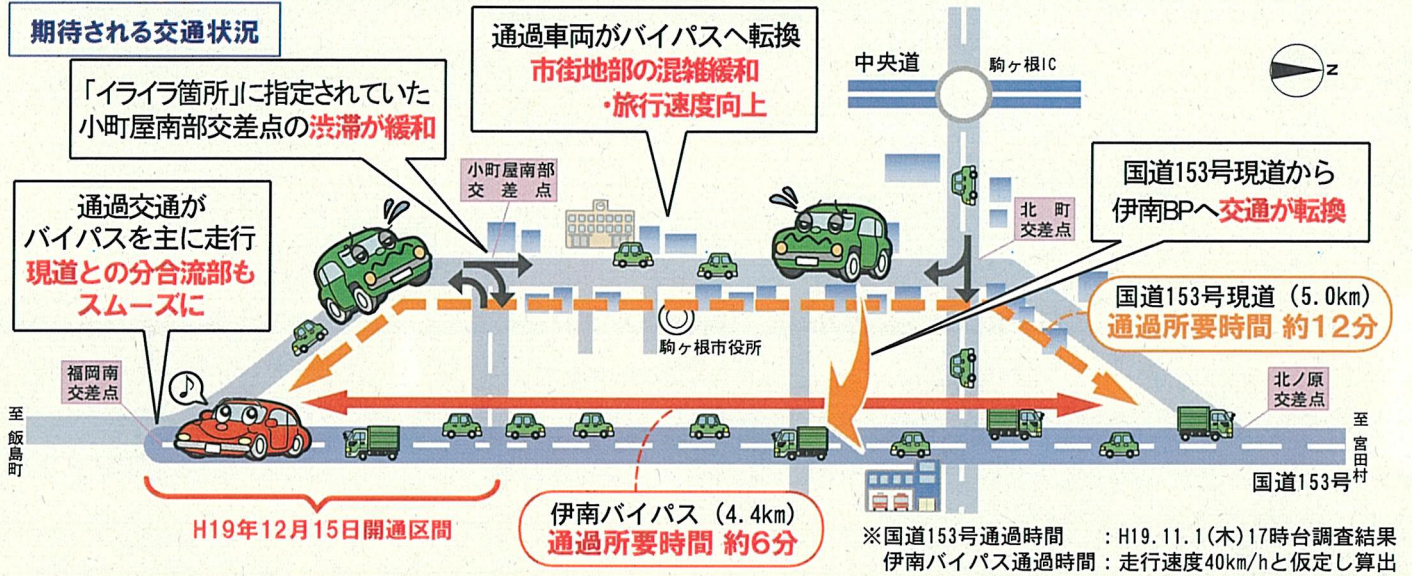 期待される交通状況
「イライラ箇所」に指定されていた
小町屋南部交差点の渋滞が緩和
通過車両がバイパスへ転換
市街地部の混雑緩和
・旅行速度向上
中央道
駒ヶ根IC
N
通過交通が
バイパスを主に走行
現道との分合流部も
スムーズに
小町屋南部
交差点
北町
交差点
国道153号現道から
伊南BPへ交通が転換
国道153号現道（5.0km）
通過所要時間 約12分
駒ヶ根市役所
福岡南
交差点
北ノ原
交差点
至 飯島町
至 宮田村
国道153号
H19年12月15日開通区間
伊南バイパス（4.4km）
通過所要時間 約6分
※国道153号通過時間　：H19.11.1(木)17時台調査結果
伊南バイパス通過時間：走行速度40km/hと仮定し算出